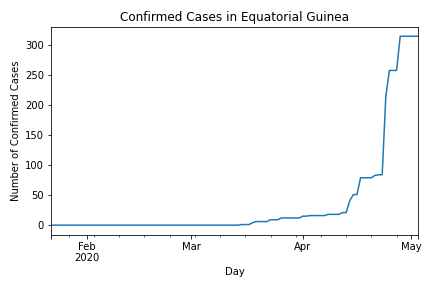 Confirmed Cases in Equatorial Guinea
300
250
200
150
100
50
0
Number of Confirmed Cases
Feb
2020
Mar
Apr
May
Day